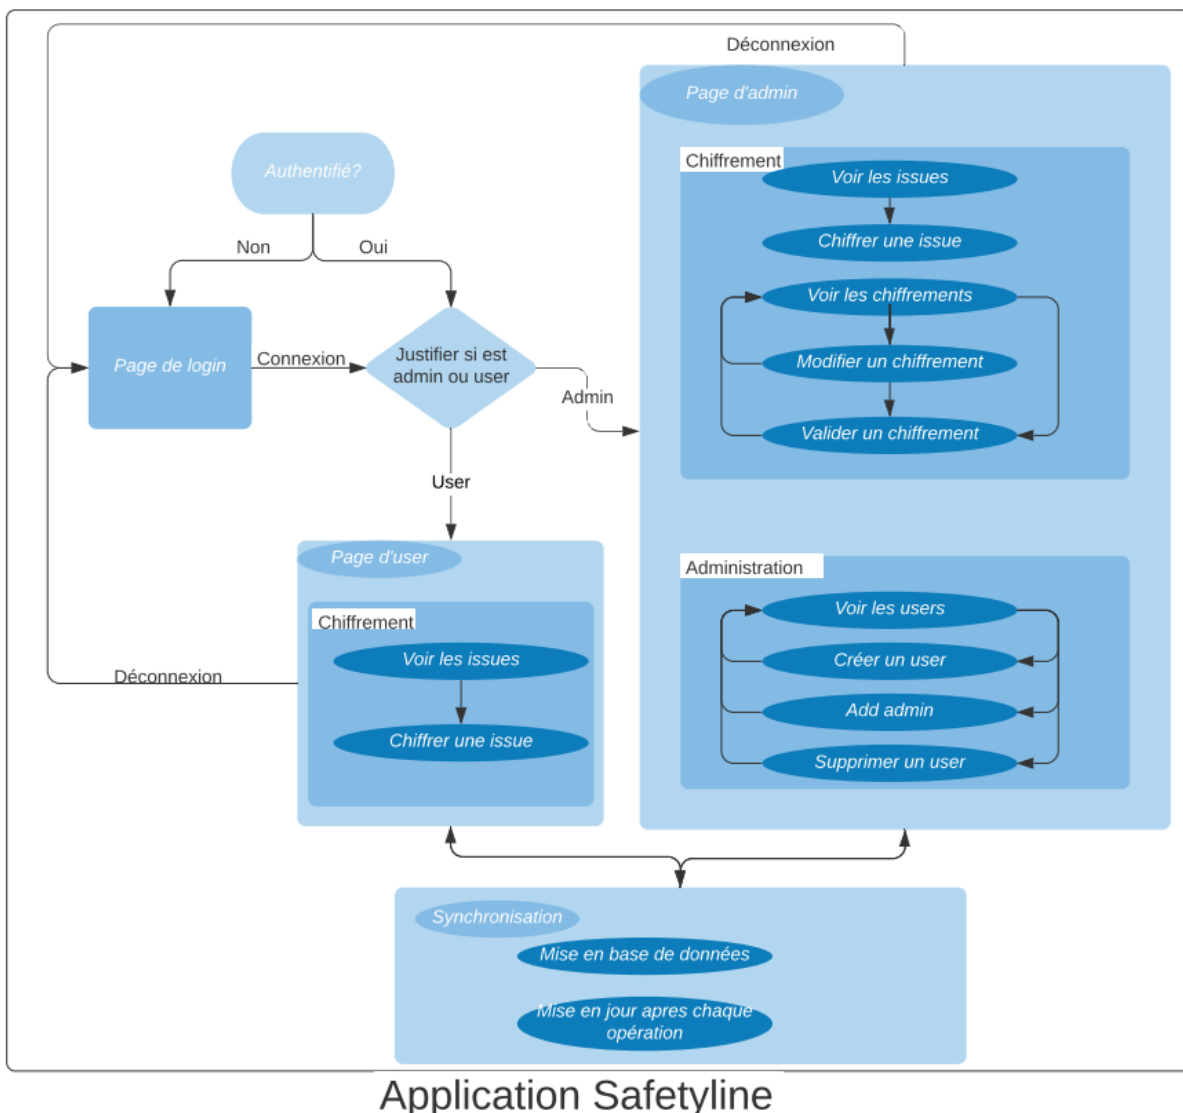 Déconnexion
Page d'admin
Authentifié?
Non
Oui
Page de login
Connexion
Justifier si est
admin ou user
Admin
User
Chiffrement
Voir les issues
Chiffrer une issue
Voir les chiffrements
Modifier un chiffrement
Valider un chiffrement
Administration
Voir les users
Créer un user
Add admin
Supprimer un user
Page d'user
Chiffrement
Voir les issues
Chiffrer une issue
Déconnexion
Synchronisation
Mise en base de données
Mise en jour apres chaque
opération
Application Safetyline